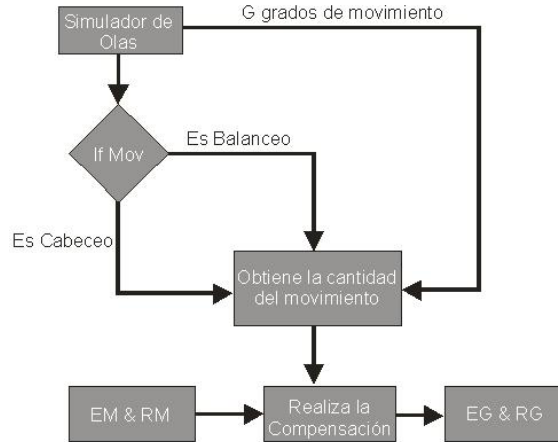 G grados de movimiento
Simulador de
Olas
If Mov
Es Balanceo
Es Cabeceo
Obtiene la cantidad
del movimiento
EM & RM
Realiza la
Compensación
EG & RG